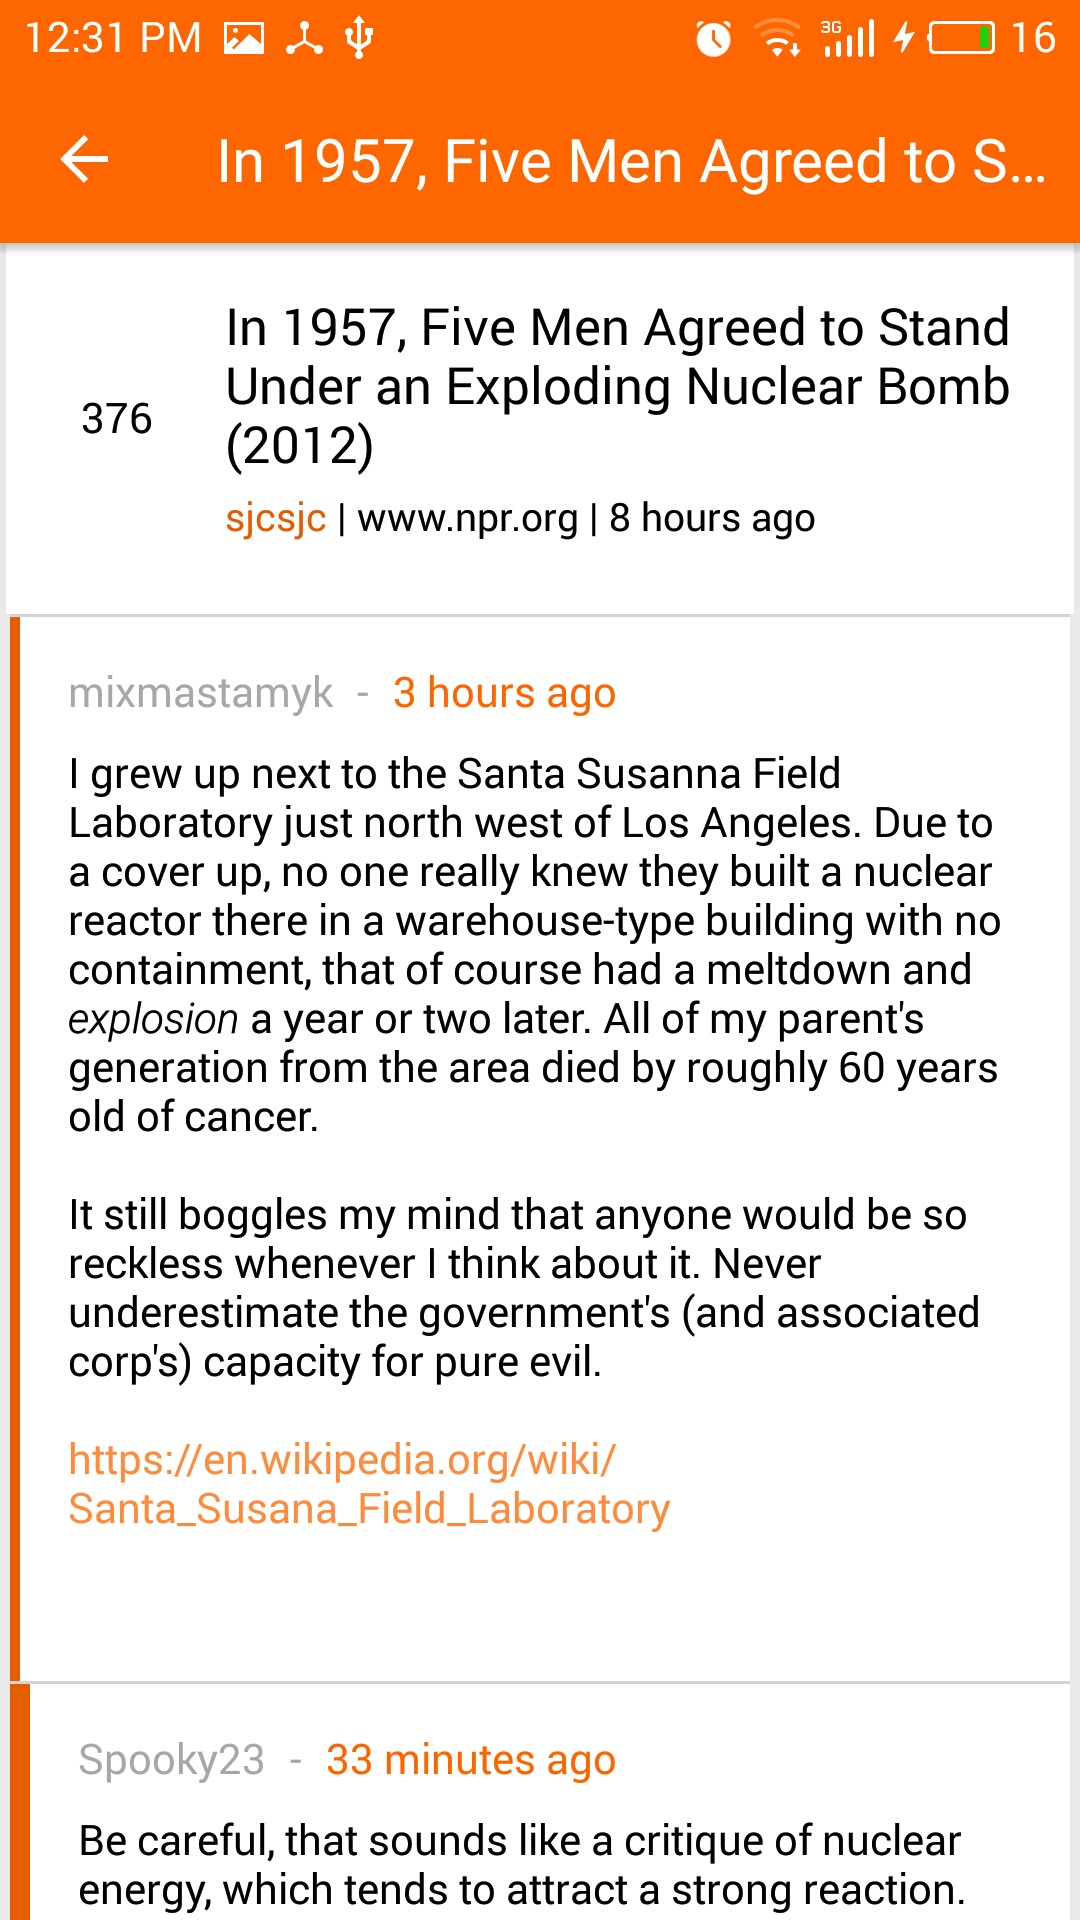 12:31 PM
3G
16
In 1957, Five Men Agreed to S...
In 1957, Five Men Agreed to Stand
Under an Exploding Nuclear Bomb
(2012)
376
sjcsjc | www.npr.org | 8 hours ago
mixmastamyk - 3 hours ago
I grew up next to the Santa Susanna Field
Laboratory just north west of Los Angeles. Due to
a cover up, no one really knew they built a nuclear
reactor there in a warehouse-type building with no
containment, that of course had a meltdown and
explosion a year or two later. All of my parent's
generation from the area died by roughly 60 years
old of cancer.
It still boggles my mind that anyone would be so
reckless whenever I think about it. Never
underestimate the government's (and associated
corp's) capacity for pure evil.
https://en.wikipedia.org/wiki/
Santa_Susana_Field_Laboratory
Spooky23 - 33 minutes ago
Be careful, that sounds like a critique of nuclear
energy, which tends to attract a strong reaction.